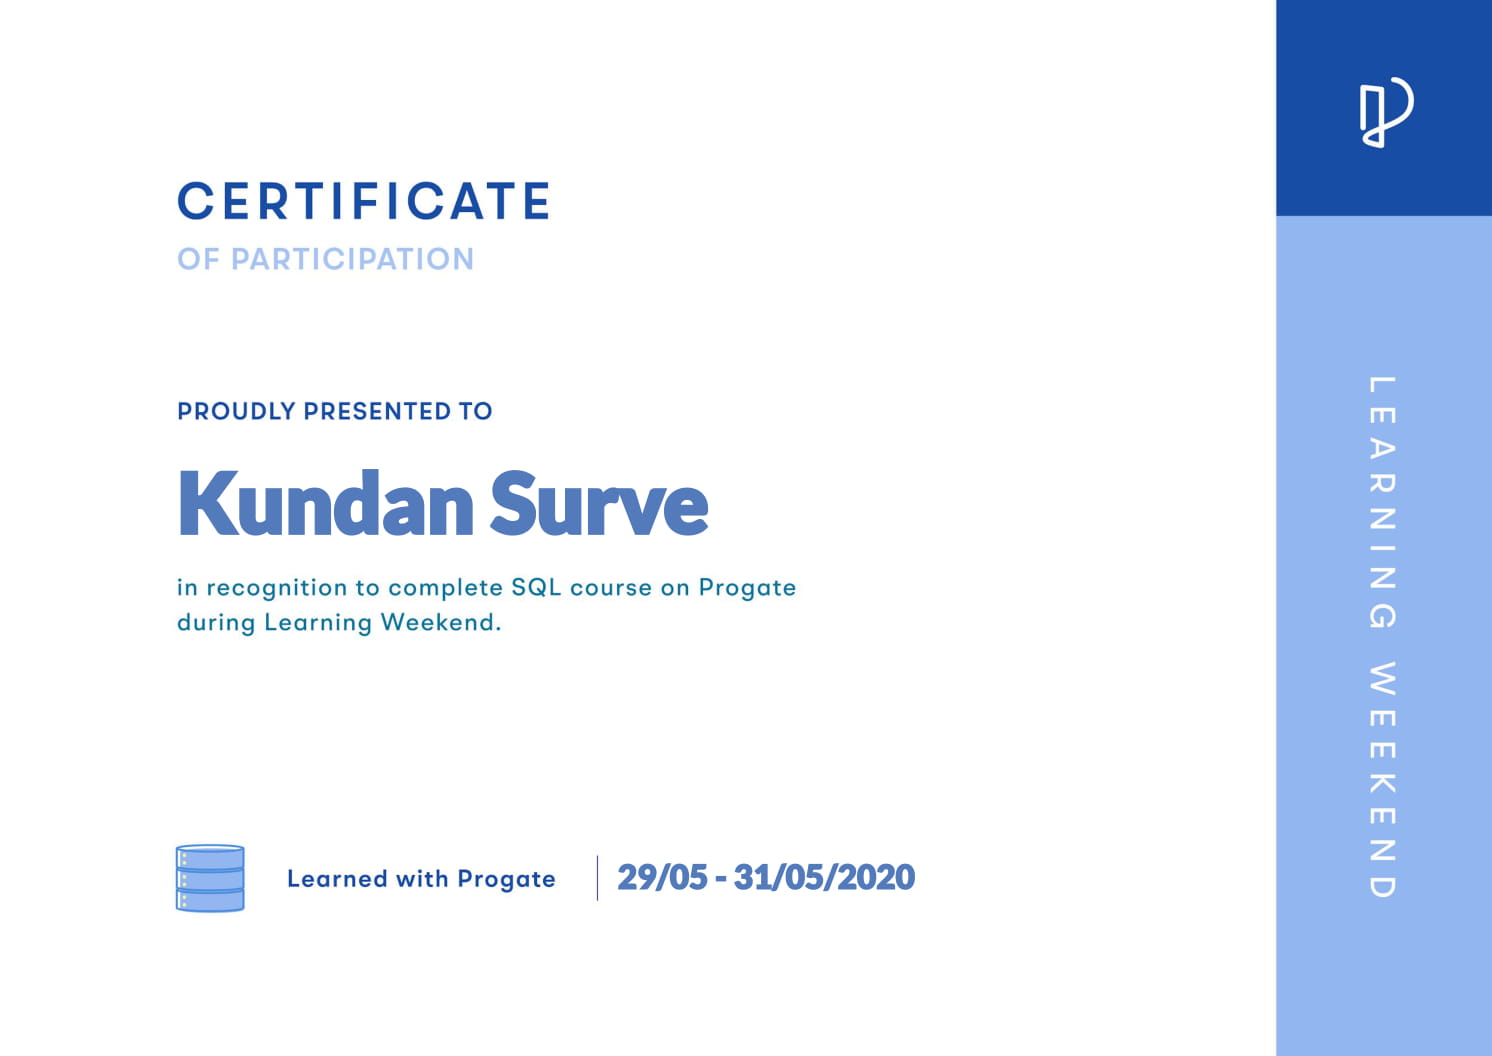 CERTIFICATE
OF PARTICIPATION
PROUDLY PRESENTED TO
Kundan Surve
in recognition to complete SQL course on Progate
during Learning Weekend.
Learned with Progate
29/05 - 31/05/2020
LEARNING WEEKEND